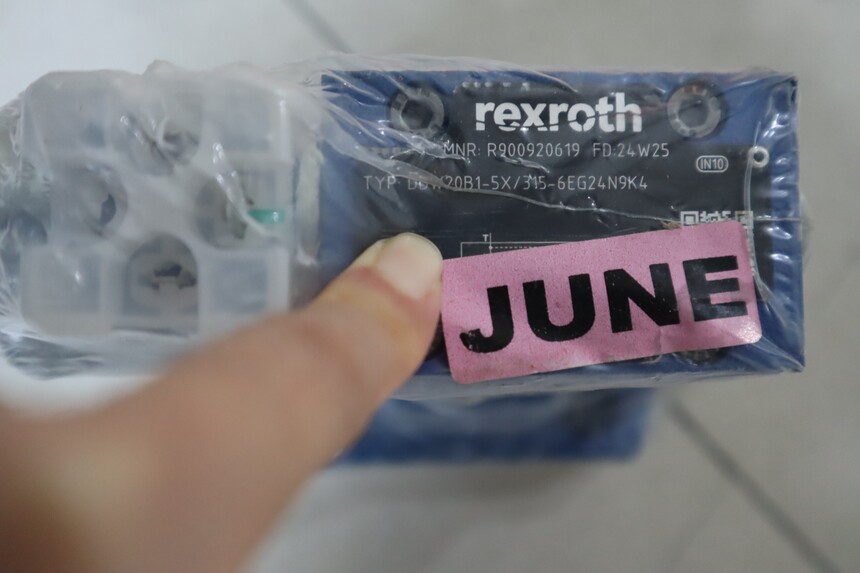 rexroth
MNR: R900920619 FD:24W25
IN10
TYP DBW20B1-5X/315-6EG24N9K4
T
JUNE